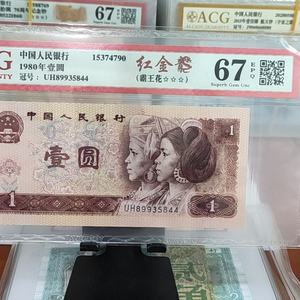 ACG
67
中国人民银行
15374790
1980年壹圆
冠号: UH89935844
红金龍
(霸王花☆☆☆)
67 EPQ
Superb Gem Unc
中国人民银行
壹圆
1
UH89935844
1